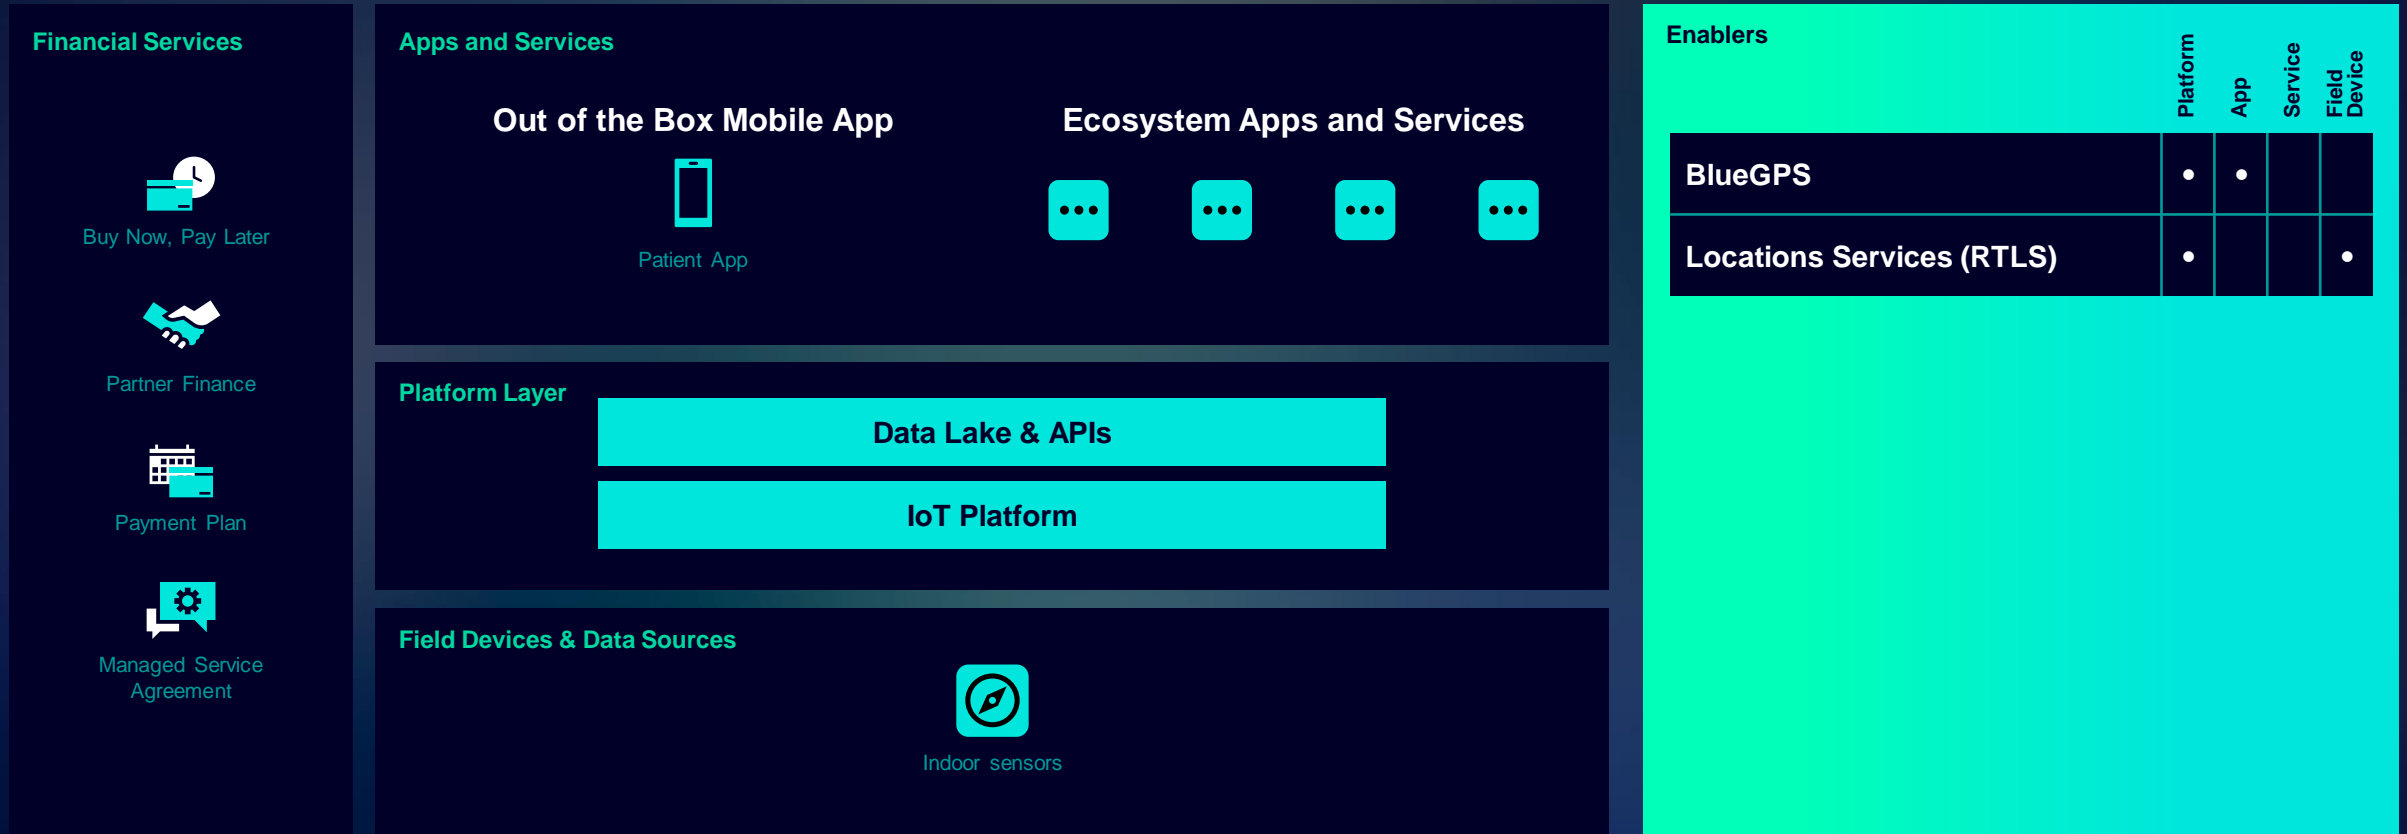 Financial Services
Buy Now, Pay Later
Partner Finance
Payment Plan
Managed Service
Agreement
Apps and Services
Out of the Box Mobile App
Patient App
Ecosystem Apps and Services
Platform Layer
Data Lake & APIs
IoT Platform
Field Devices & Data Sources
Indoor sensors
Enablers
Platform
App
Service
Field
Device
BlueGPS
Locations Services (RTLS)